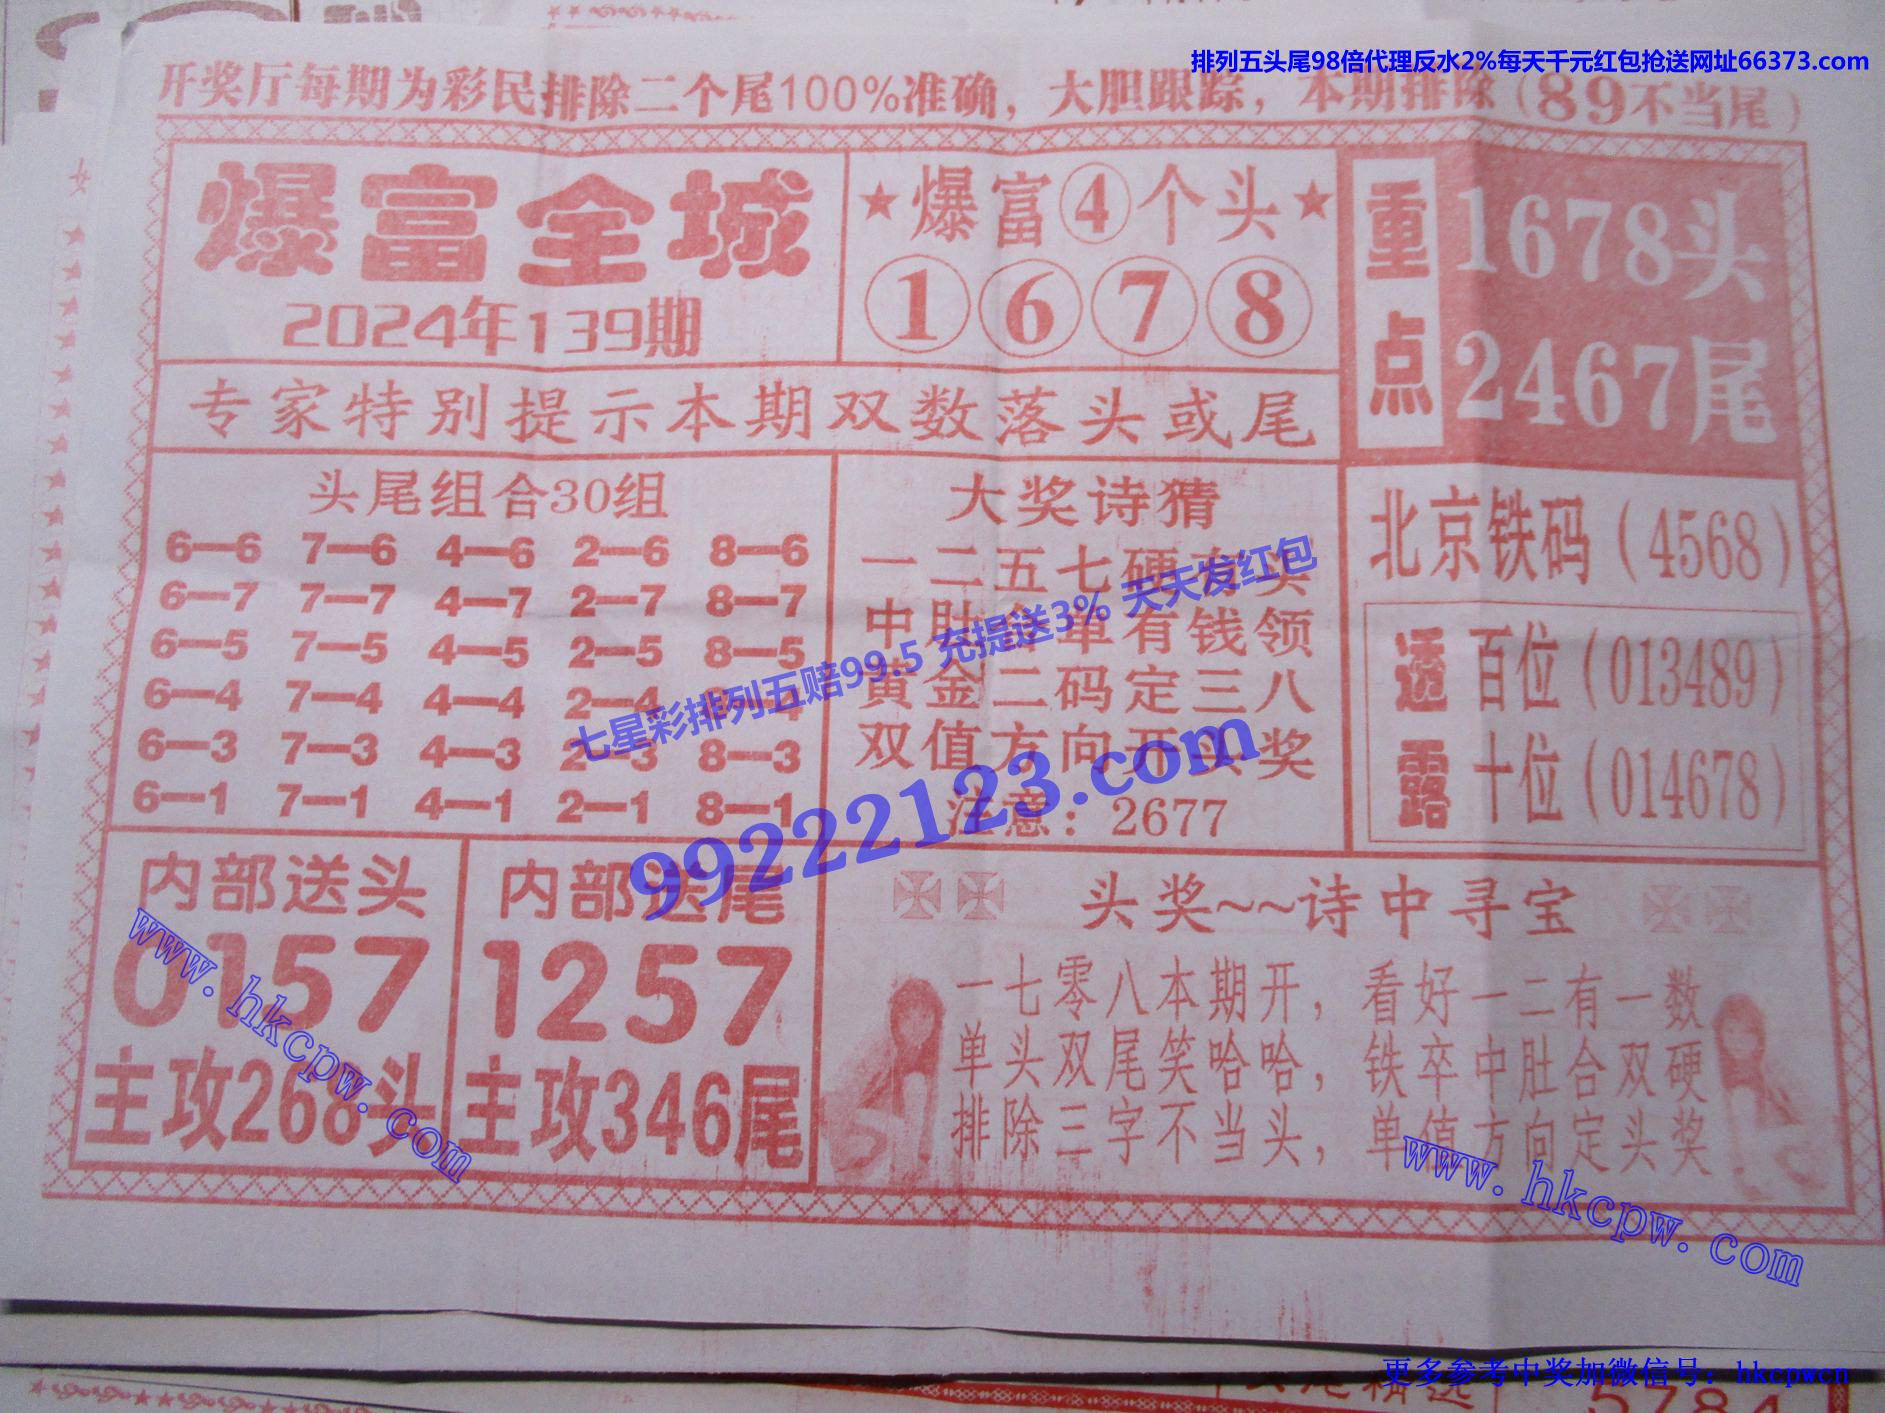 排列五头尾98倍代理反水2%每天千元红包抢送网址66373.com
开奖厅每期为彩民排除二个尾100%准确，大胆跟踪，本期排除（89不当尾）
爆富全城
2024年139期
★爆富④个头★
① ⑥ ⑦ ⑧
重点
1678头
2467尾
专家特别提示本期双数落头或尾
头尾组合30组
6—6 7—6 4—6 2—6 8—6
6—7 7—7 4—7 2—7 8—7
6—5 7—5 4—5 2—5 8—5
6—4 7—4 4—4 2—4 8—4
6—3 7—3 4—3 2—3 8—3
6—1 7—1 4—1 2—1 8—1
大奖诗猜
一二五七硬有奖
中肚合单有钱领
黄金二码定三八
双值方向开头奖
注意：2677
北京铁码（4568）
透露
百位（013489）
十位（014678）
七星彩排列五赔99.5 充提送3% 天天发红包
99222123.com
内部送头
0157
主攻268头
内部送尾
1257
主攻346尾
头奖~~诗中寻宝
一七零八本期开，看好一二有一数
单头双尾笑哈哈，铁卒中肚合双硬
排除三字不当头，单值方向定头奖
www.hkcpw.com
www.hkcpw.com
更多参考中奖加微信号：hkcpwcn
5784